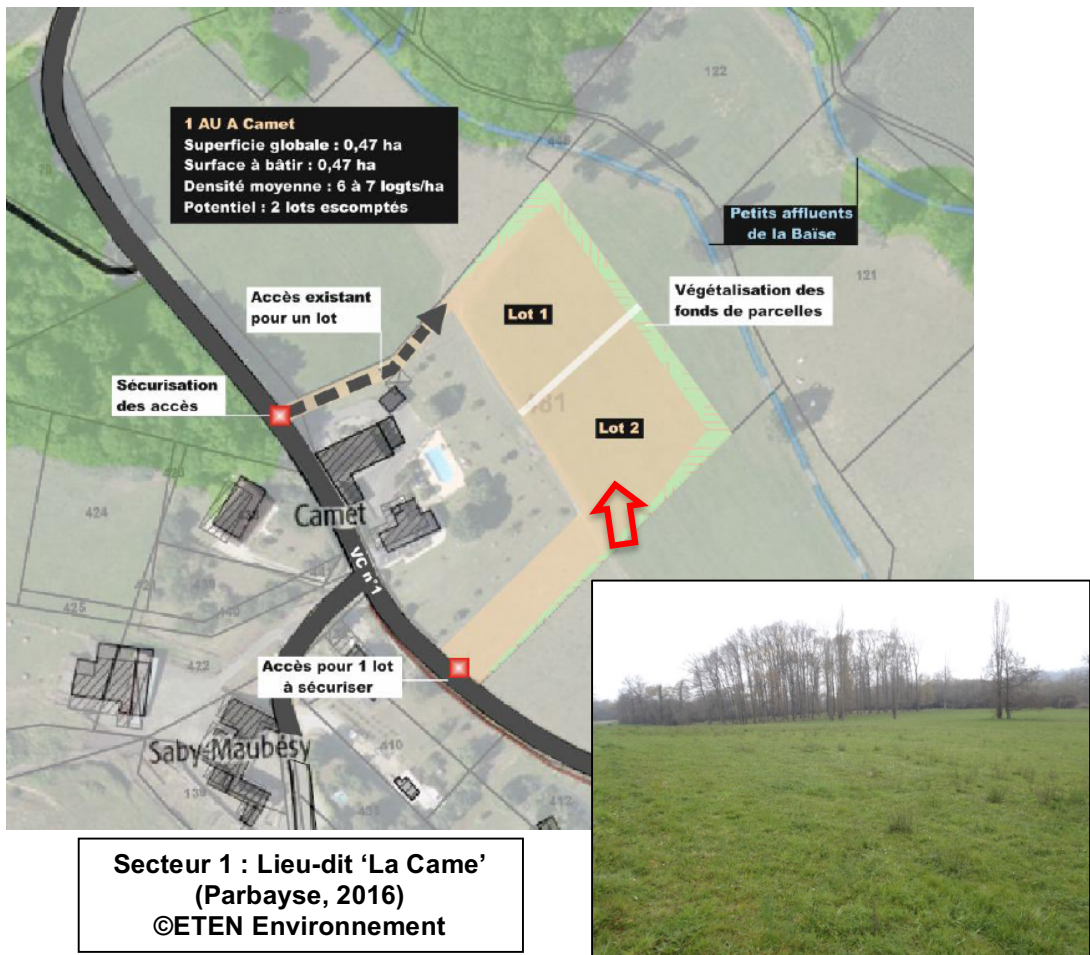 122
1 AU A Camet
Superficie globale : 0,47 ha
Surface à bâtir : 0,47 ha
Densité moyenne : 6 à 7 logts/ha
Potentiel : 2 lots escomptés
Petits affluents
de la Baïse
121
Végétalisation des
fonds de parcelles
Accès existant
pour un lot
Lot 1
Sécurisation
des accès
481
Lot 2
424
Camet
VC n°1
425
422
Accès pour 1 lot
à sécuriser
Saby-Maubésy
410
412
Secteur 1 : Lieu-dit ‘La Came’
(Parbayse, 2016)
©ETEN Environnement